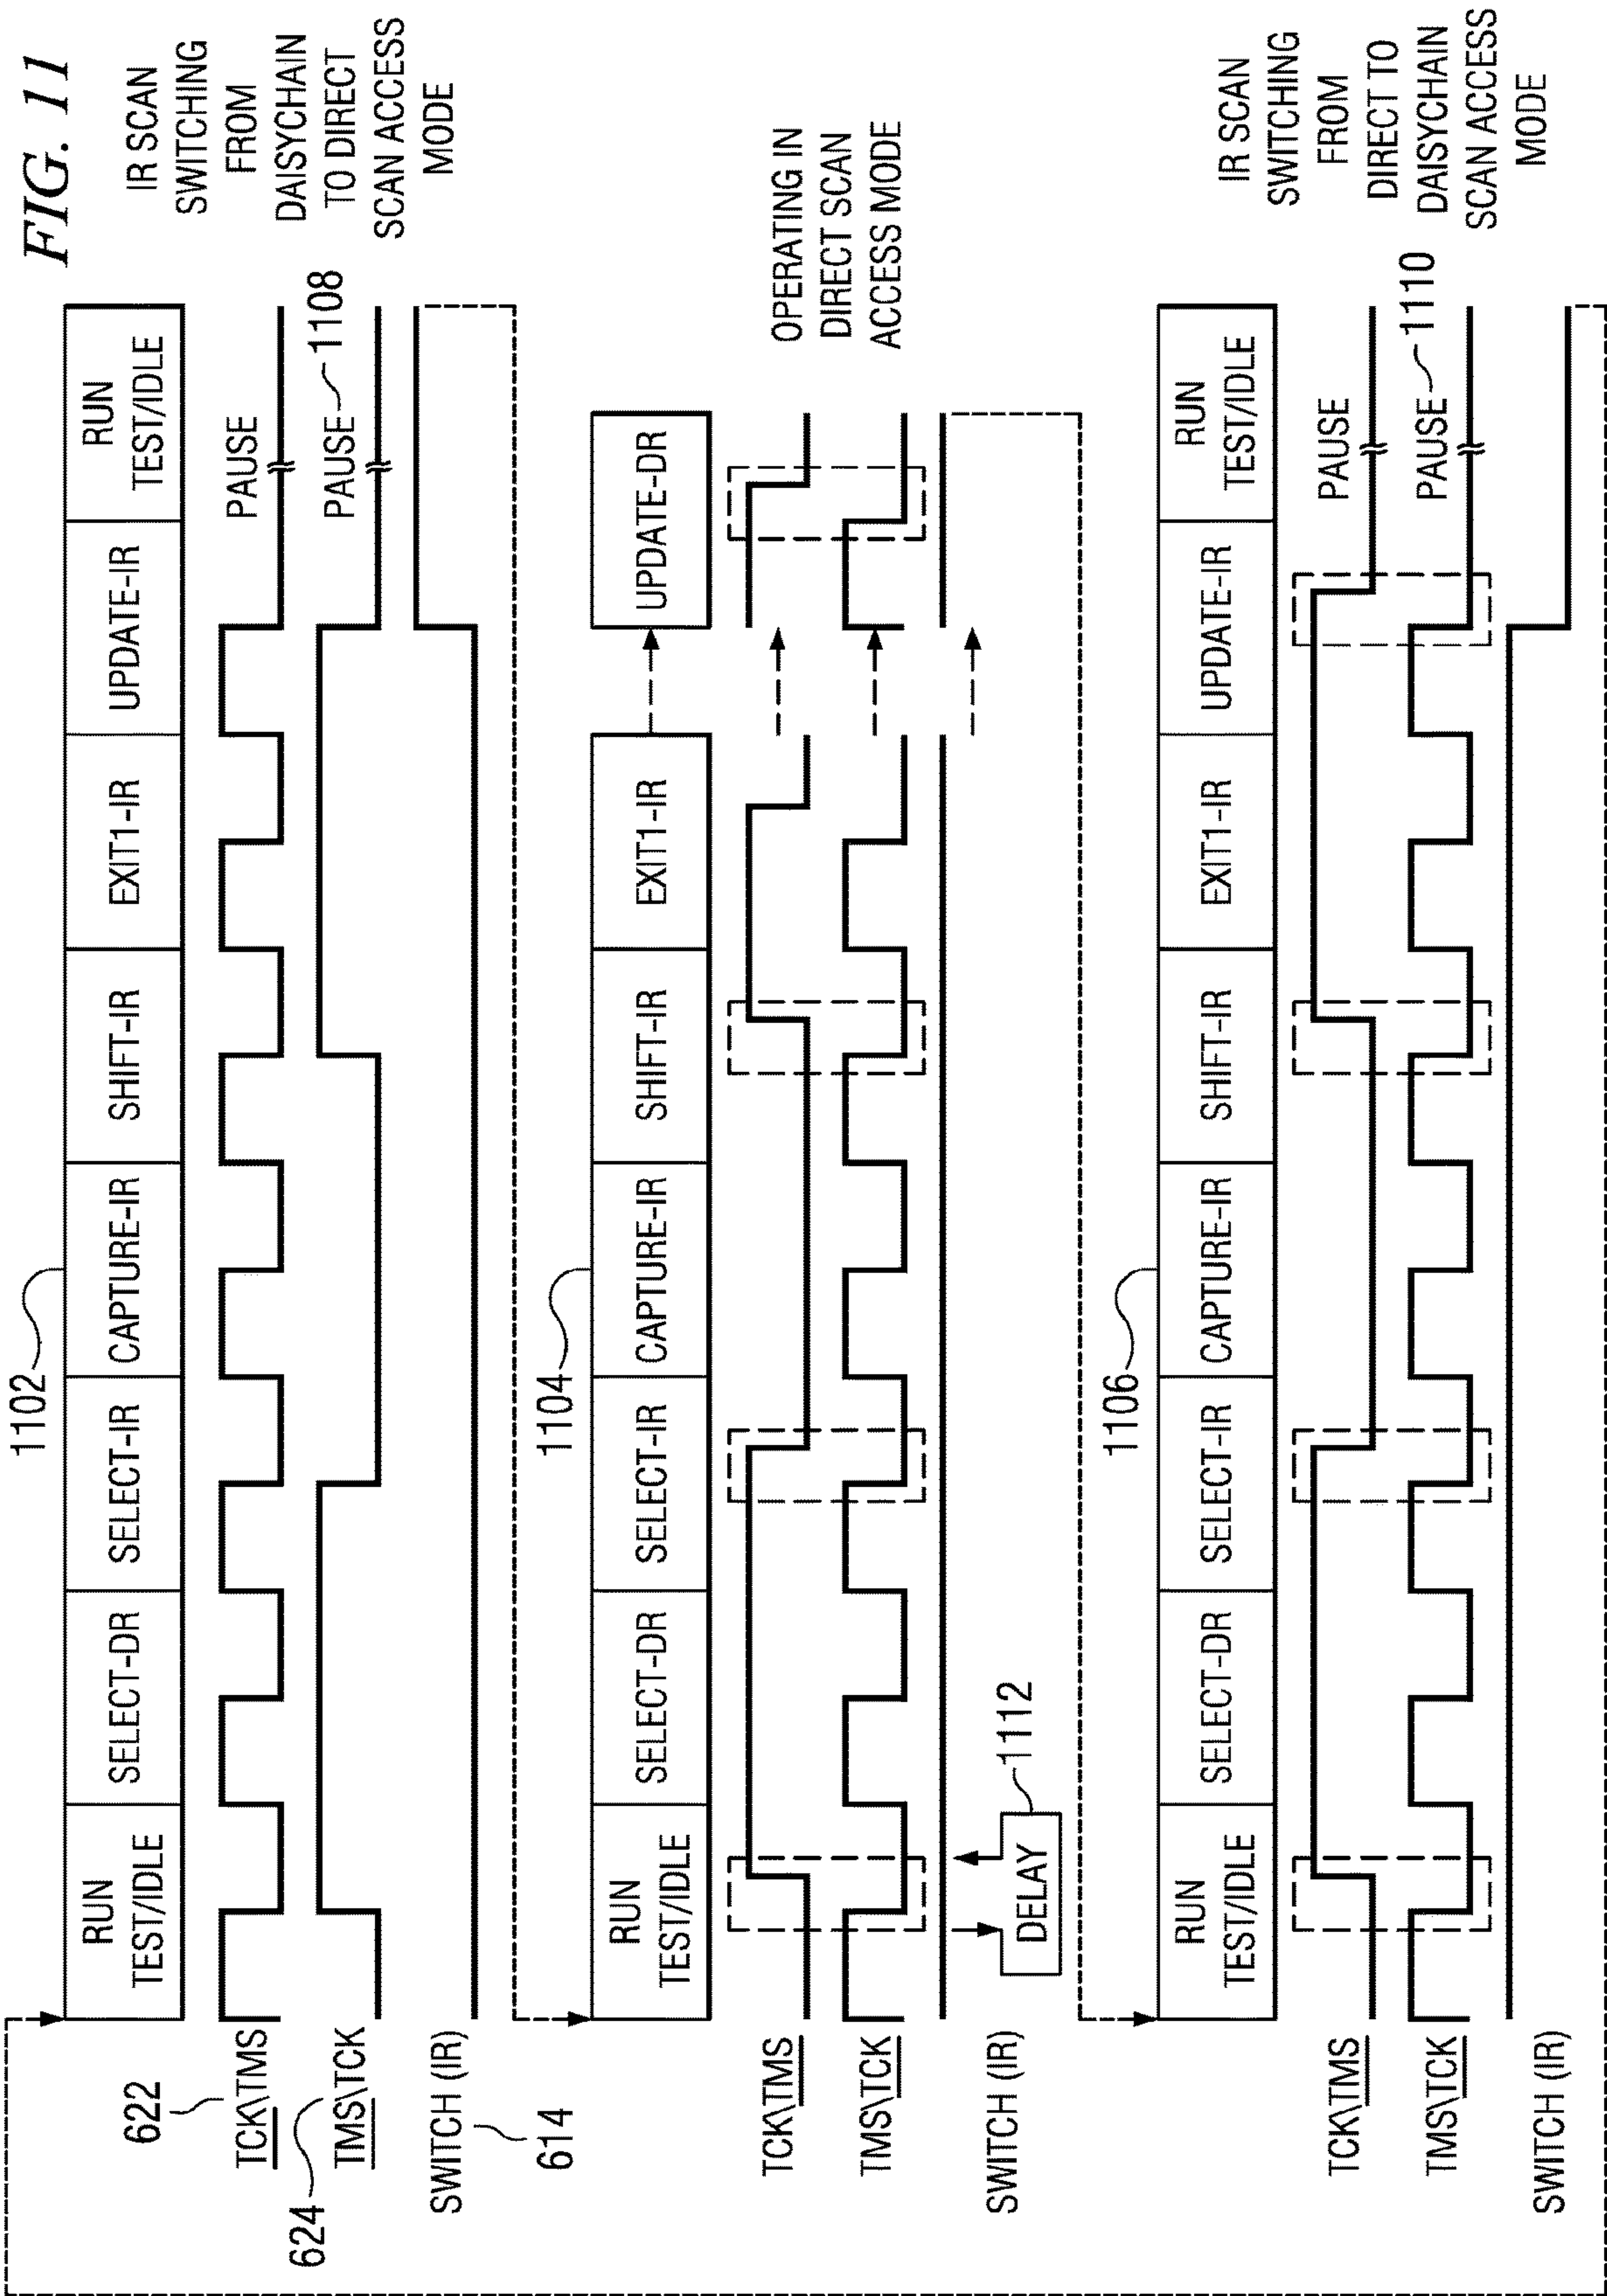 FIG. 11
1102
RUN
TEST/IDLE
SELECT-DR
SELECT-IR
CAPTURE-IR
SHIFT-IR
EXIT1-IR
UPDATE-IR
RUN
TEST/IDLE
IR SCAN
SWITCHING
FROM
DAISYCHAIN
TO DIRECT
SCAN ACCESS
MODE
622
TCK\TMS
PAUSE
624
TMS\TCK
PAUSE
1108
SWITCH (IR)
614
1104
RUN
TEST/IDLE
SELECT-DR
SELECT-IR
CAPTURE-IR
SHIFT-IR
EXIT1-IR
UPDATE-DR
OPERATING IN
DIRECT SCAN
ACCESS MODE
TCK\TMS
TMS\TCK
SWITCH (IR)
DELAY
1112
1106
RUN
TEST/IDLE
SELECT-DR
SELECT-IR
CAPTURE-IR
SHIFT-IR
EXIT1-IR
UPDATE-IR
RUN
TEST/IDLE
IR SCAN
SWITCHING
FROM
DIRECT TO
DAISYCHAIN
SCAN ACCESS
MODE
TCK\TMS
PAUSE
TMS\TCK
PAUSE
1110
SWITCH (IR)